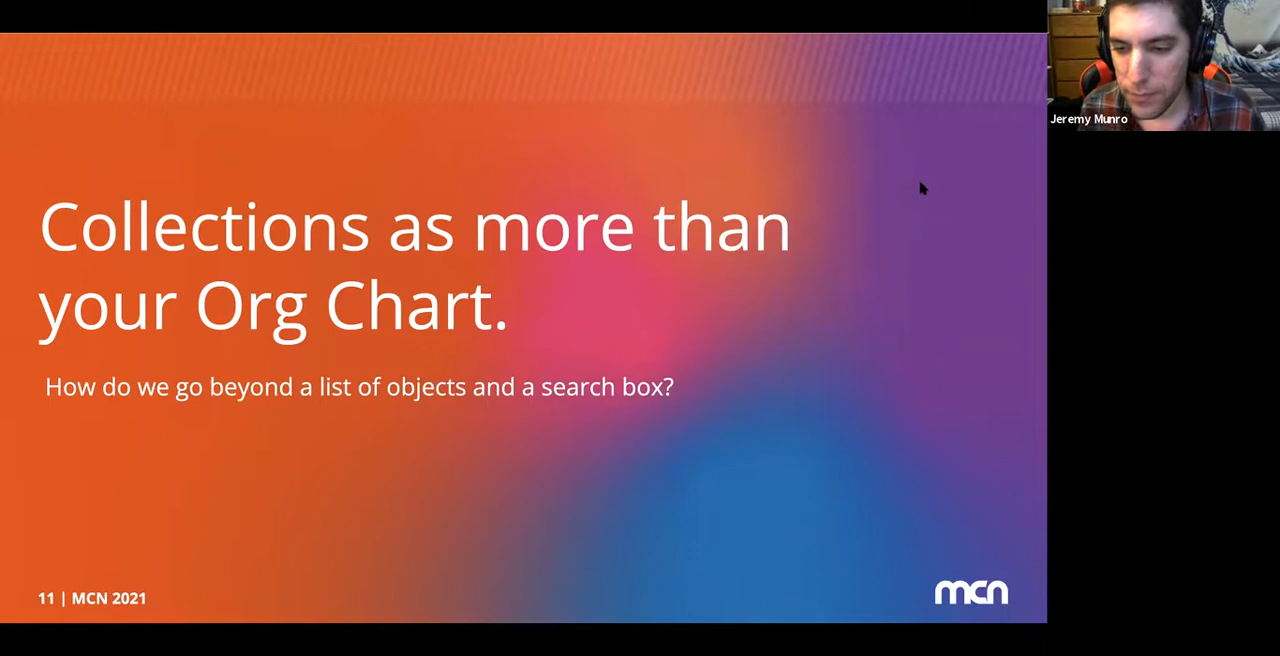 Jeremy Munro
Collections as more than
your Org Chart.
How do we go beyond a list of objects and a search box?
11 | MCN 2021
mcn